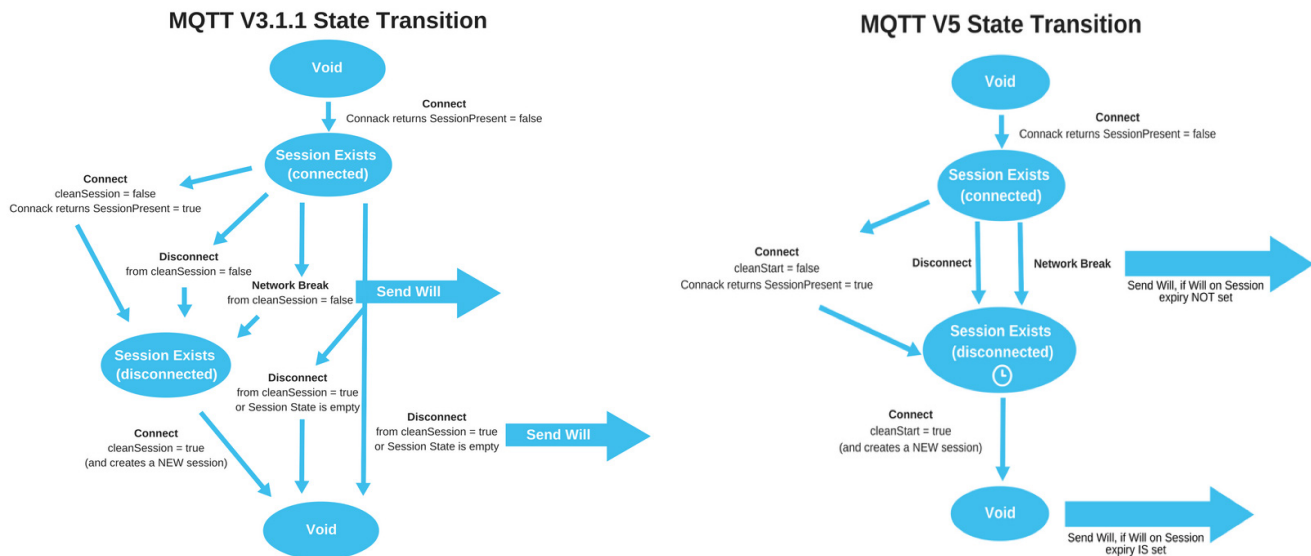 MQTT V3.1.1 State Transition
Void
Connect
Connack returns SessionPresent = false
Session Exists
(connected)
Connect
cleanSession = false
Connack returns SessionPresent = true
Disconnect
from cleanSession = false
Network Break
from cleanSession = false
Send Will
Session Exists
(disconnected)
Disconnect
from cleanSession = true
or Session State is empty
Disconnect
from cleanSession = true
or Session State is empty
Send Will
Connect
cleanSession = true
(and creates a NEW session)
Void
MQTT V5 State Transition
Void
Connect
Connack returns SessionPresent = false
Session Exists
(connected)
Connect
cleanStart = false
Connack returns SessionPresent = true
Disconnect
Network Break
Send Will, if Will on Session
expiry NOT set
Session Exists
(disconnected)
Connect
cleanStart = true
(and creates a NEW session)
Void
Send Will, if Will on Session
expiry IS set